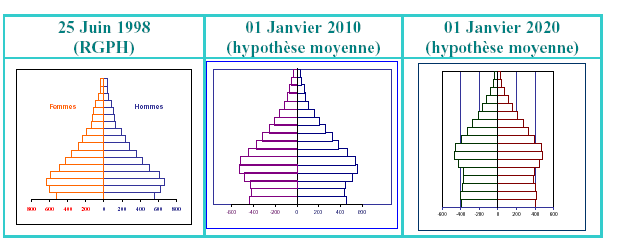 25 Juin 1998
(RGPH)
01 Janvier 2010
(hypothèse moyenne)
01 Janvier 2020
(hypothèse moyenne)
Fommes
Hommes
800 600 400 200 0 200 400 600 800
-600 -400 -200 0 200 400 600
-600 -400 -200 0 200 400 600